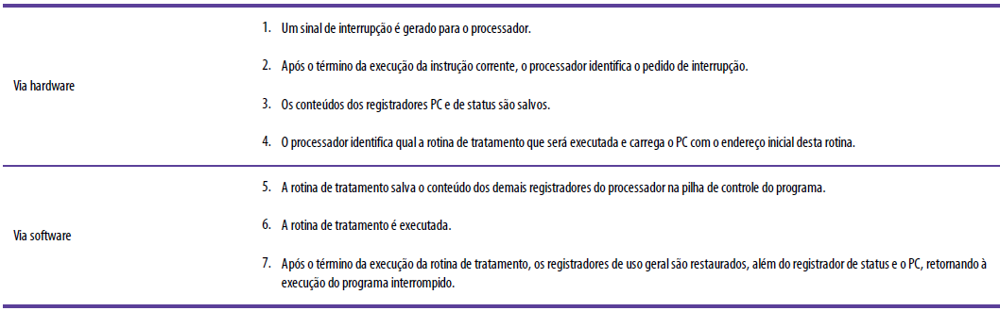 Via hardware
1. Um sinal de interrupção é gerado para o processador.
2. Após o término da execução da instrução corrente, o processador identifica o pedido de interrupção.
3. Os conteúdos dos registradores PC e de status são salvos.
4. O processador identifica qual a rotina de tratamento que será executada e carrega o PC com o endereço inicial desta rotina.
Via software
5. A rotina de tratamento salva o conteúdo dos demais registradores do processador na pilha de controle do programa.
6. A rotina de tratamento é executada.
7. Após o término da execução da rotina de tratamento, os registradores de uso geral são restaurados, além do registrador de status e o PC, retornando à
execução do programa interrompido.